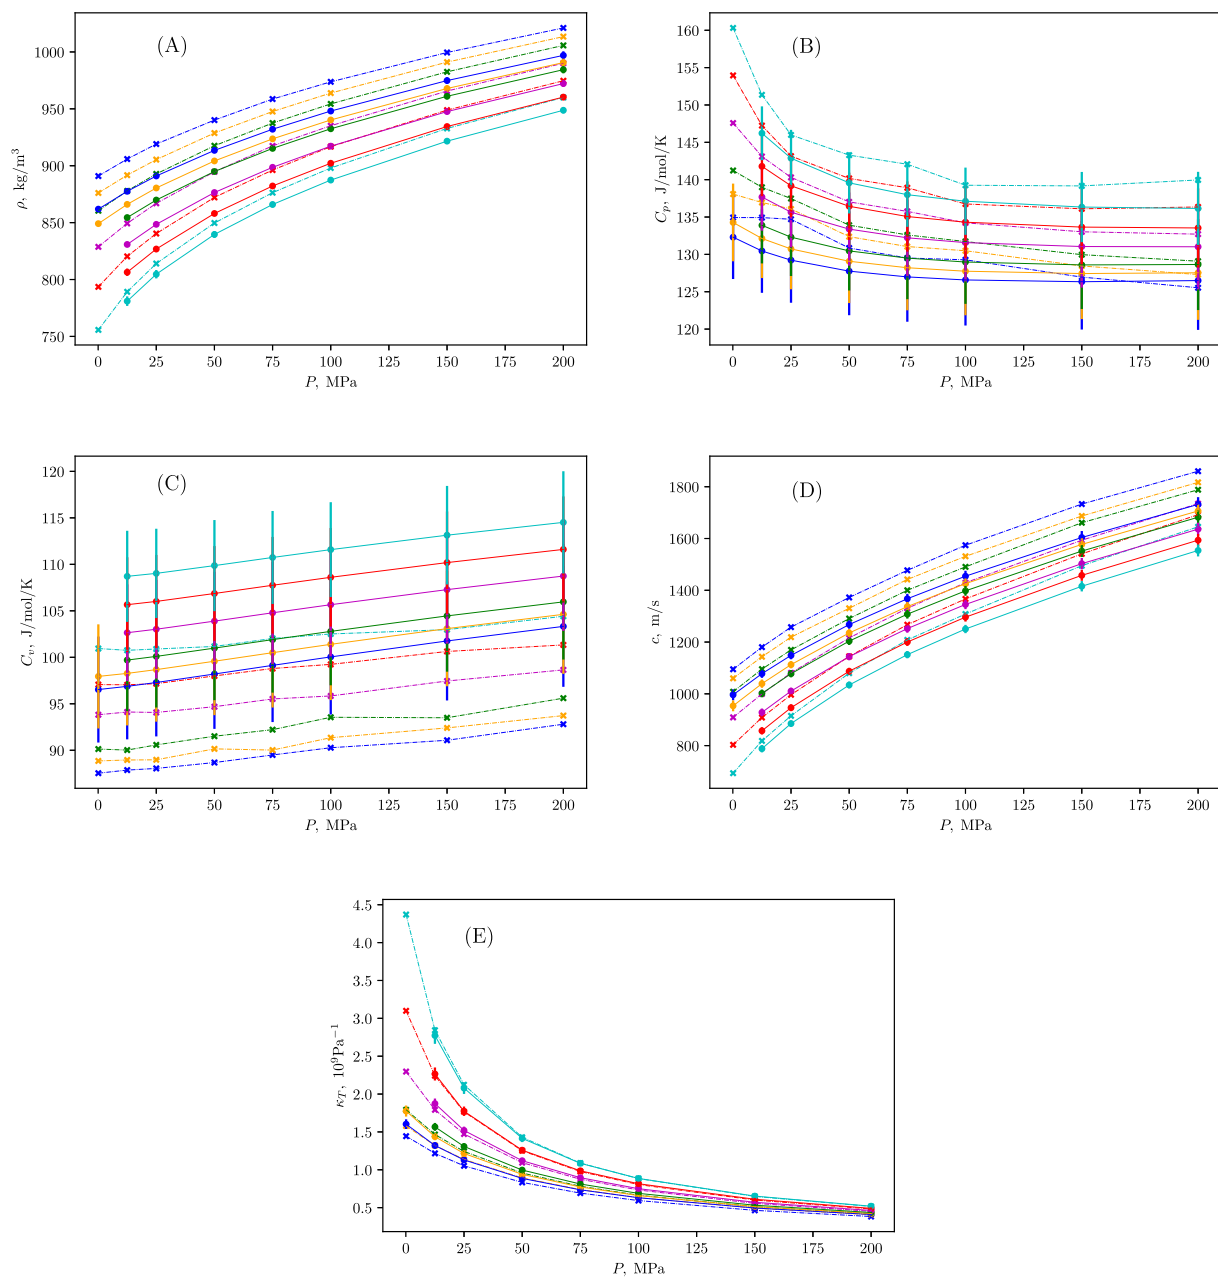 (A)
1000
950
900
850
800
750
ρ, kg/m³
0 25 50 75 100 125 150 175 200
P, MPa
(B)
160
155
150
145
140
135
130
125
120
C_p, J/mol/K
0 25 50 75 100 125 150 175 200
P, MPa
(C)
120
115
110
105
100
95
90
C_v, J/mol/K
0 25 50 75 100 125 150 175 200
P, MPa
(D)
1800
1600
1400
1200
1000
800
c, m/s
0 25 50 75 100 125 150 175 200
P, MPa
(E)
4.5
4.0
3.5
3.0
2.5
2.0
1.5
1.0
0.5
κ_T, 10⁹Pa⁻¹
0 25 50 75 100 125 150 175 200
P, MPa